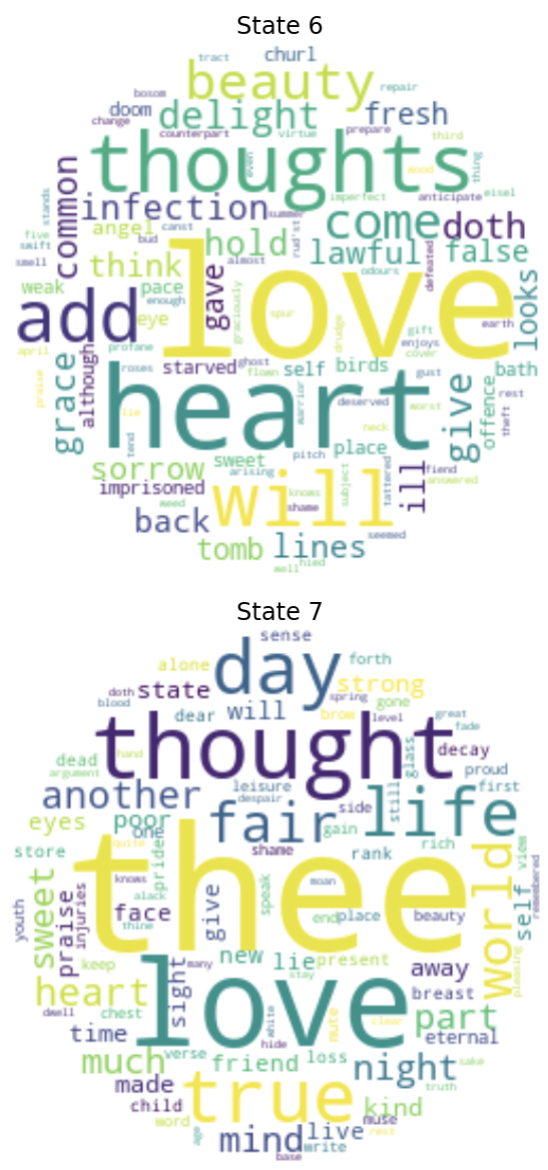 State 6
tract churl
bosom beauty repair
doom delight fresh
change counterpart virtue prepare third
thoughts even thing
imperfect anticipate eisel
stands common infection summer
five angel canst rud'st come doth
swift bud hold lawful false
smell think almost odours defeated looks
weak pace gave love
enough graciously spur earth
add eye gift
april profane drudge enjoys
cover
although roses starved ghost self birds gust bath
praise grace flown deserved rest
lie heart warrior worst give offence theft
neck
tend pitch place
sorrow sweet arising subject tattered ill fiend
imprisoned knows answered
weed will shame
back seemed
tomb lines
well hied
State 7
sense
alone day forth
doth state strong
blood spring gone
dear will brow level great
thought fade
dead glass decay
argument hand leisure proud
another despair still life first
eyes poor fair side
one gain
store quite pride shame rank rich view
thee world
knows speak moan self remembered
youth sweet praise injuries face alack give
thine end place beauty pleasing
new lie present
keep sight many stay away
heart love breast
dwell chest white mute clear part
time hide eternal
much verse friend loss night sake
made truth
child true kind
word muse
age mind live rest
write
base